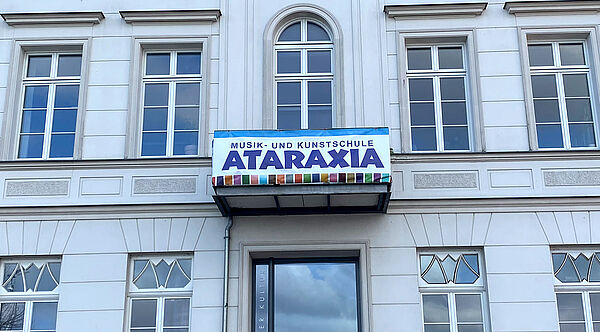 MUSIK- UND KUNSTSCHULE
ATARAXIA